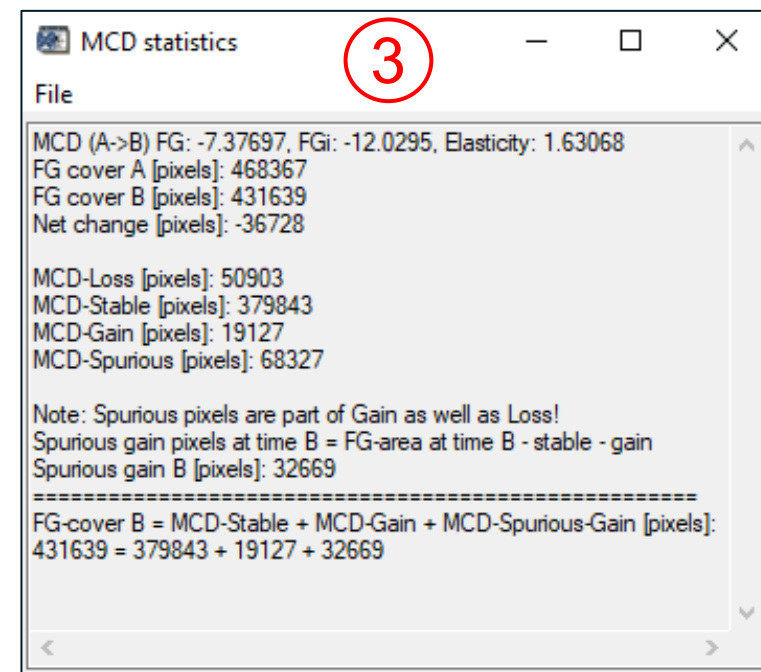 MCD statistics
3
File
MCD (A->B) FG: -7.37697, FGi: -12.0295, Elasticity: 1.63068
FG cover A [pixels]: 468367
FG cover B [pixels]: 431639
Net change [pixels]: -36728
MCD-Loss [pixels]: 50903
MCD-Stable [pixels]: 379843
MCD-Gain [pixels]: 19127
MCD-Spurious [pixels]: 68327
Note: Spurious pixels are part of Gain as well as Loss!
Spurious gain pixels at time B = FG-area at time B - stable - gain
Spurious gain B [pixels]: 32669
=======================================================
FG-cover B = MCD-Stable + MCD-Gain + MCD-Spurious-Gain [pixels]:
431639 = 379843 + 19127 + 32669